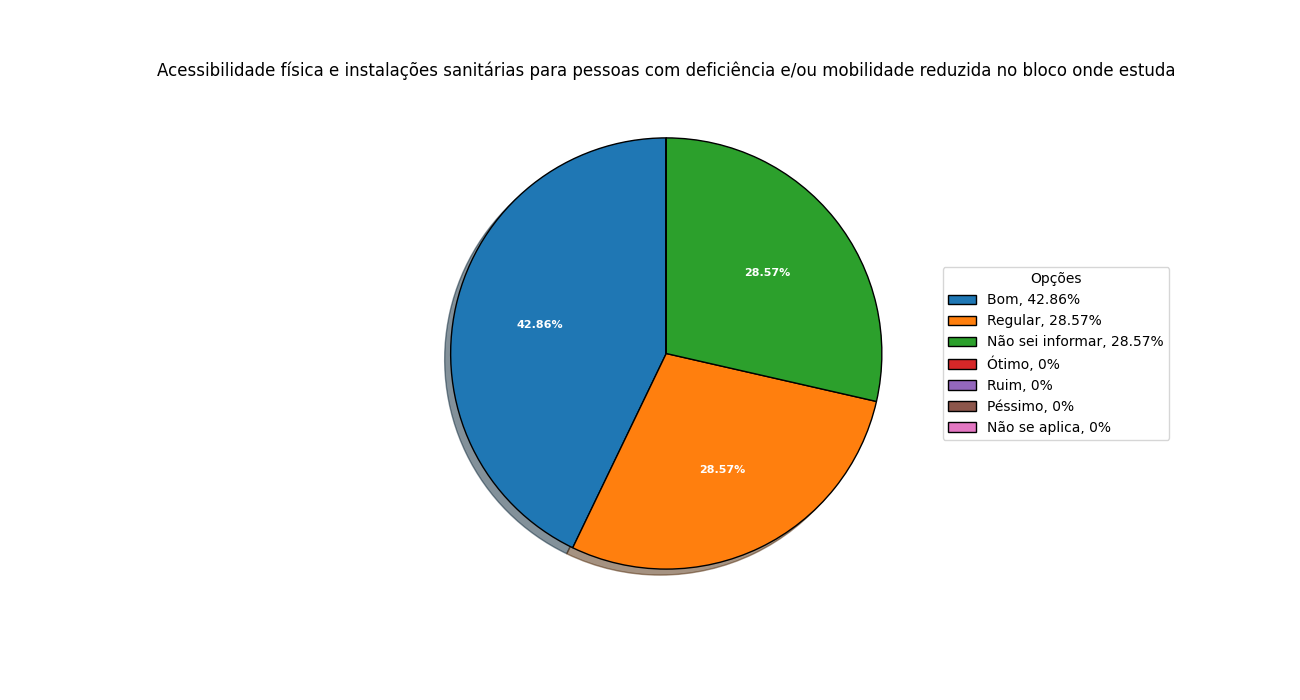 Acessibilidade física e instalações sanitárias para pessoas com deficiência e/ou mobilidade reduzida no bloco onde estuda
28.57%
42.86%
28.57%
Opções
Bom, 42.86%
Regular, 28.57%
Não sei informar, 28.57%
Ótimo, 0%
Ruim, 0%
Péssimo, 0%
Não se aplica, 0%